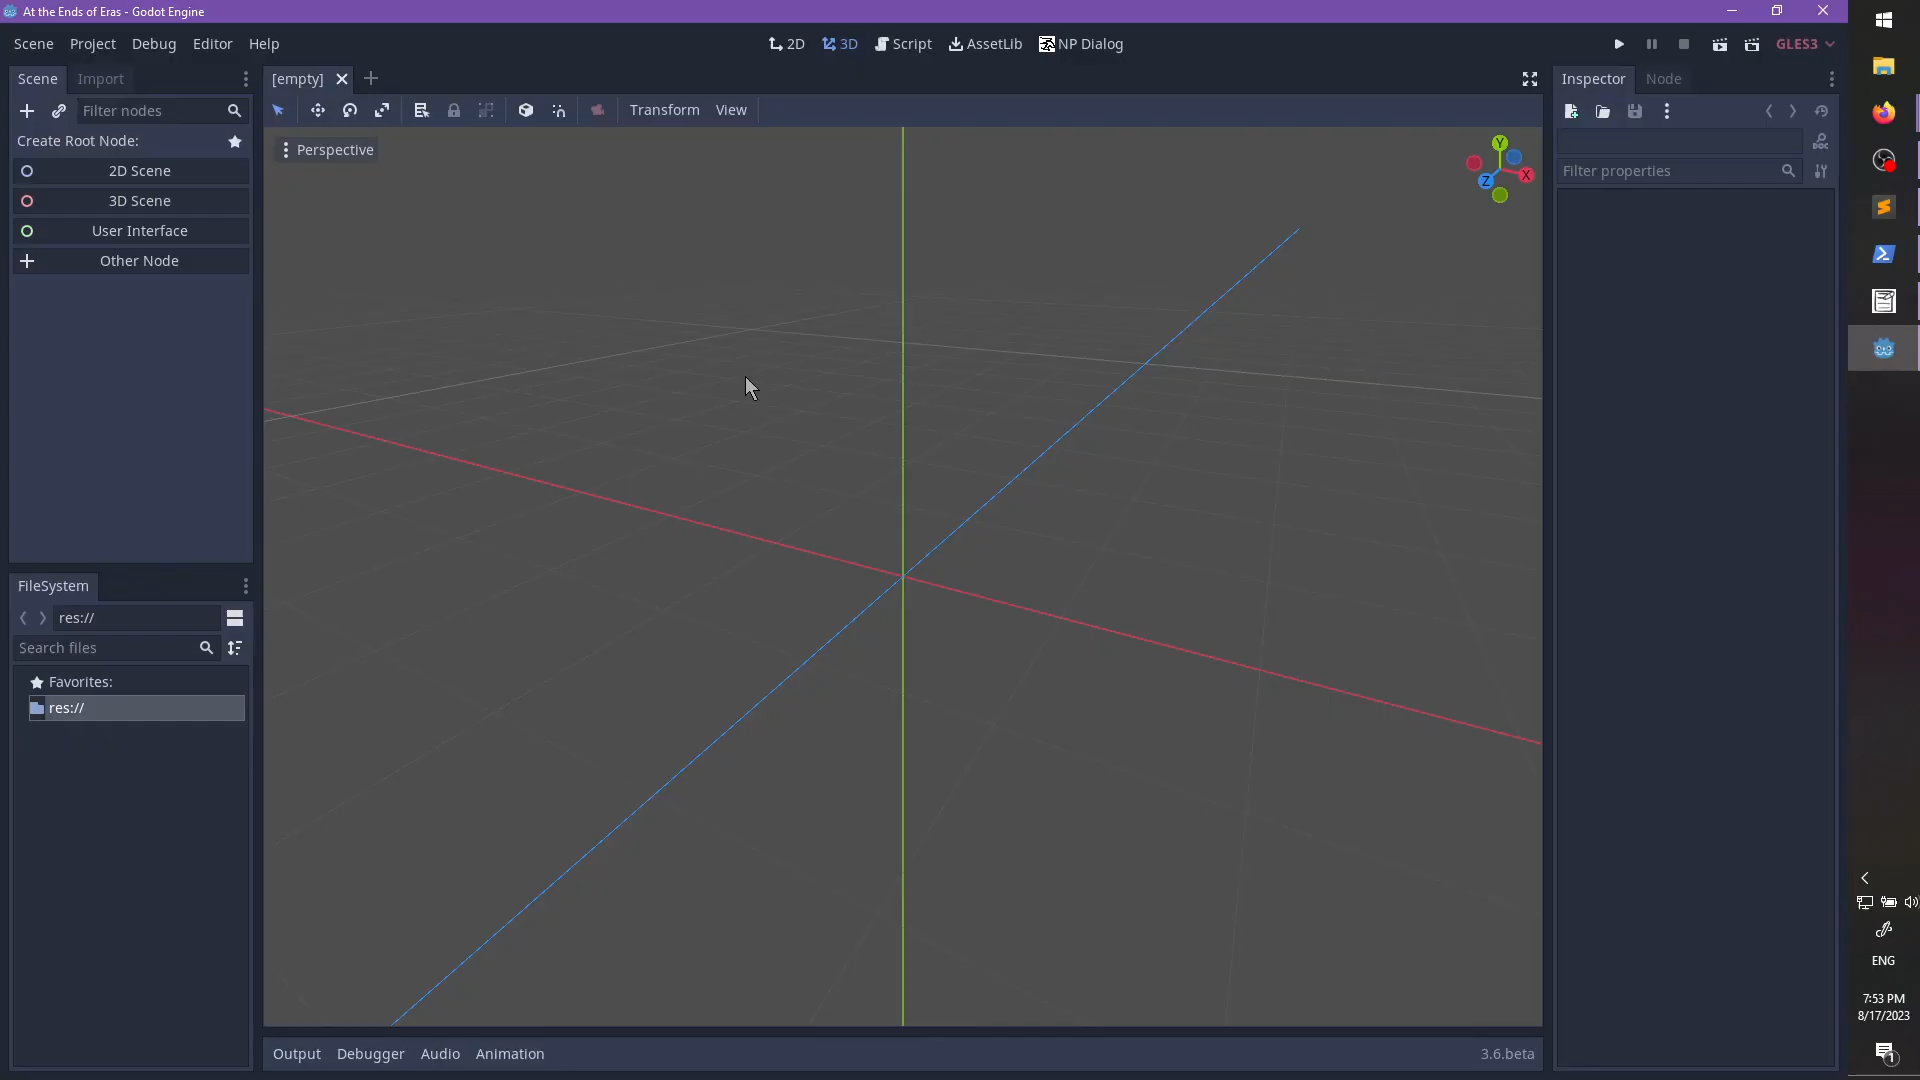 At the Ends of Eras - Godot Engine
Scene Project Debug Editor Help
2D 3D Script AssetLib NP Dialog
GLES3
Scene Import
[empty]
Inspector Node
Filter nodes
Transform View
Create Root Node:
2D Scene
3D Scene
User Interface
Other Node
Perspective
Y
X
Z
DOC
Filter properties
FileSystem
res://
Search files
Favorites:
res://
Output Debugger Audio Animation
3.6.beta
ENG
7:53 PM
8/17/2023
1